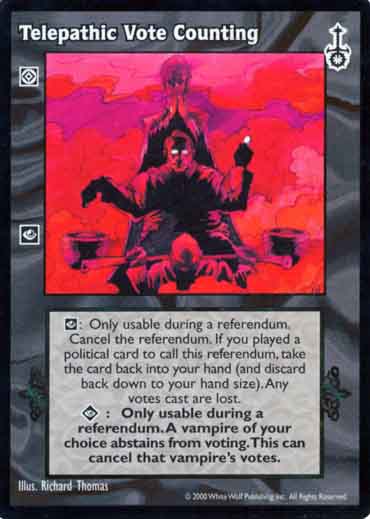 Telepathic Vote Counting
: Only usable during a referendum.
Cancel the referendum. If you played a
political card to call this referendum, take
the card back into your hand (and discard
back down to your hand size). Any
votes cast are lost.
: Only usable during a
referendum. A vampire of your
choice abstains from voting. This can
cancel that vampire's votes.
Illus. Richard Thomas
© 2000 White Wolf Publishing Inc. All Rights Reserved.